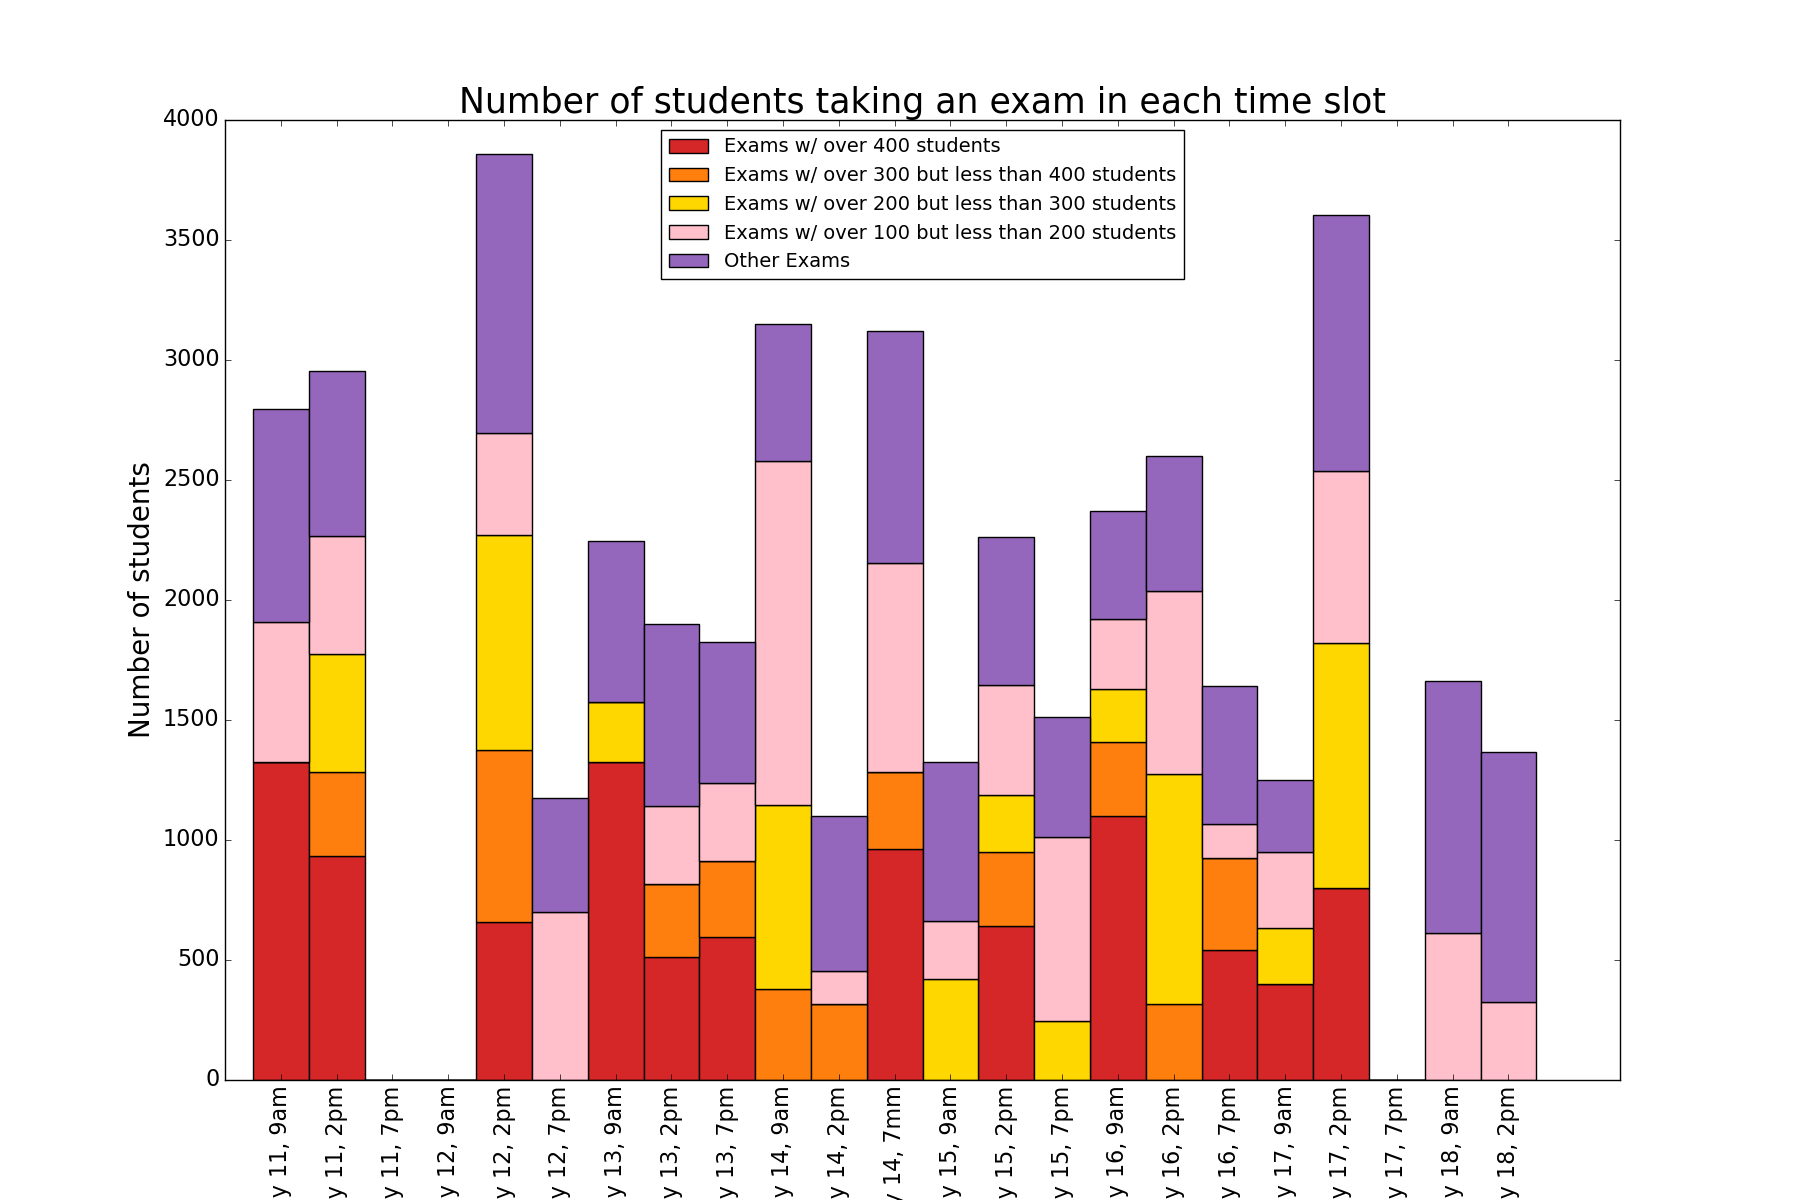 Number of students taking an exam in each time slot
Exams w/ over 400 students
Exams w/ over 300 but less than 400 students
Exams w/ over 200 but less than 300 students
Exams w/ over 100 but less than 200 students
Other Exams
Number of students
4000
3500
3000
2500
2000
1500
1000
500
0
y 11, 9am
y 11, 2pm
y 11, 7pm
y 12, 9am
y 12, 2pm
y 12, 7pm
y 13, 9am
y 13, 2pm
y 13, 7pm
y 14, 9am
y 14, 2pm
y 14, 7mm
y 15, 9am
y 15, 2pm
y 15, 7pm
y 16, 9am
y 16, 2pm
y 16, 7pm
y 17, 9am
y 17, 2pm
y 17, 7pm
y 18, 9am
y 18, 2pm